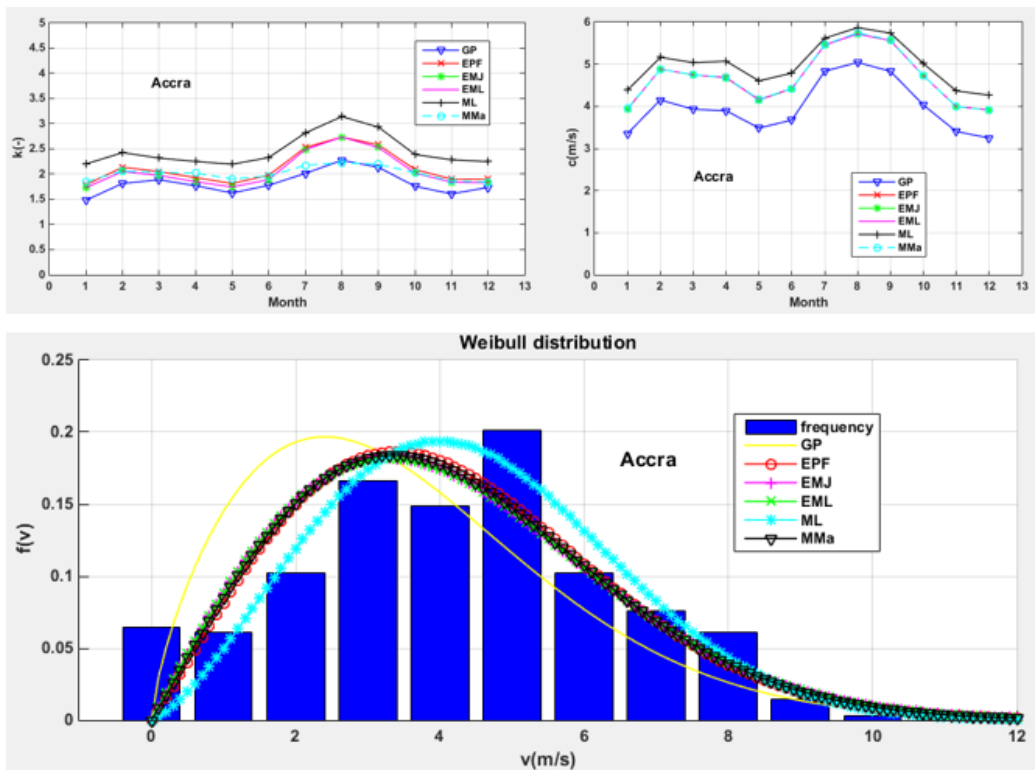 5
4.5
4
3.5
3
2.5
2
1.5
1
0.5
0
k(-)
Accra
GP
EPF
EMJ
EML
ML
MMa
0 1 2 3 4 5 6 7 8 9 10 11 12 13
Month
6
5
4
3
2
1
0
c(m/s)
Accra
GP
EPF
EMJ
EML
ML
MMa
0 1 2 3 4 5 6 7 8 9 10 11 12 13
Month
Weibull distribution
0.25
0.2
0.15
0.1
0.05
0
f(v)
Accra
frequency
GP
EPF
EMJ
EML
ML
MMa
0 2 4 6 8 10 12
v(m/s)